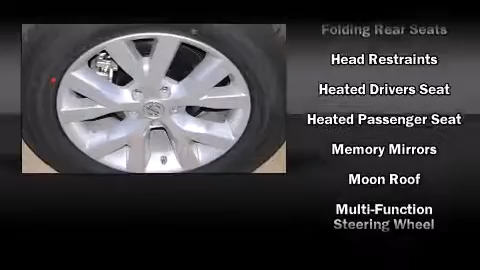 Folding Rear Seats
Head Restraints
Heated Drivers Seat
Heated Passenger Seat
Memory Mirrors
Moon Roof
Multi-Function
Steering Wheel